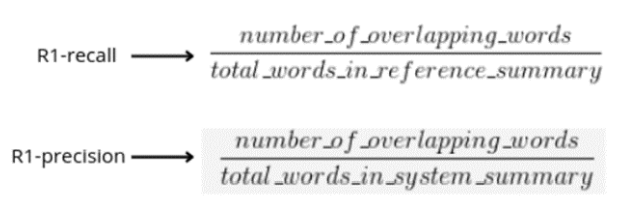 R1-recall number_of_overlapping_words
total_words_in_reference_summary
R1-precision number_of_overlapping_words
total_words_in_system_summary